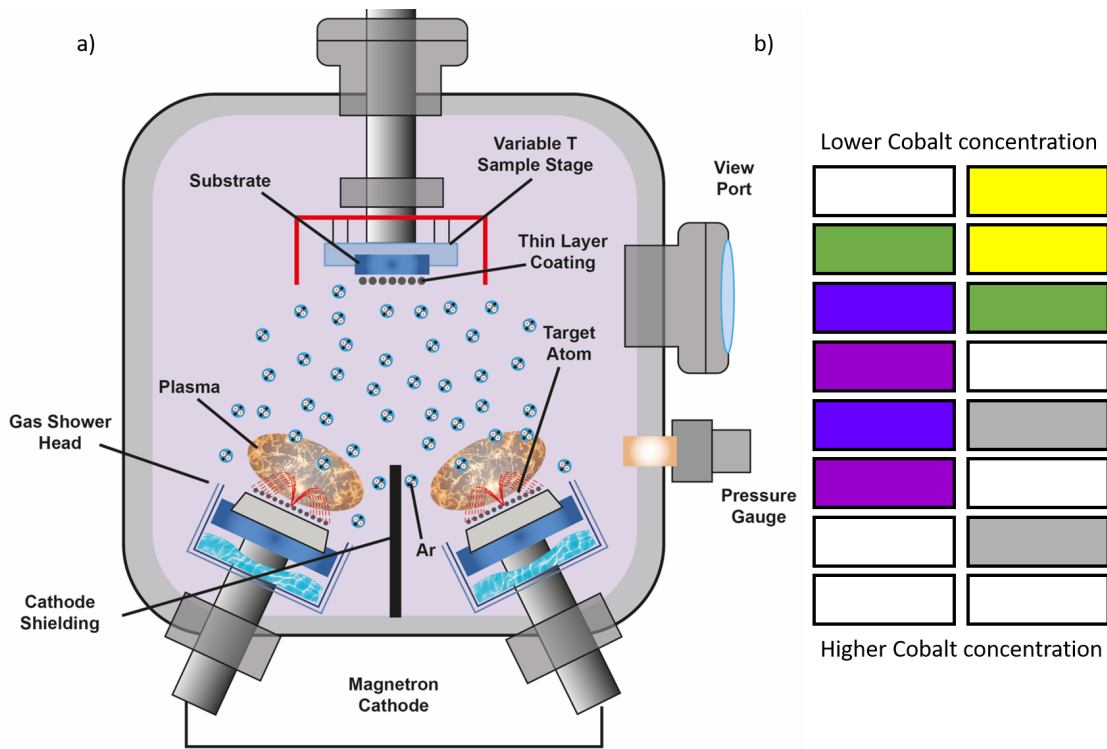 a)
b)
Variable T
Sample Stage
Substrate
View
Port
Thin Layer
Coating
Target
Atom
Plasma
Gas Shower
Head
Pressure
Gauge
Ar
Cathode
Shielding
Magnetron
Cathode
Lower Cobalt concentration
Higher Cobalt concentration